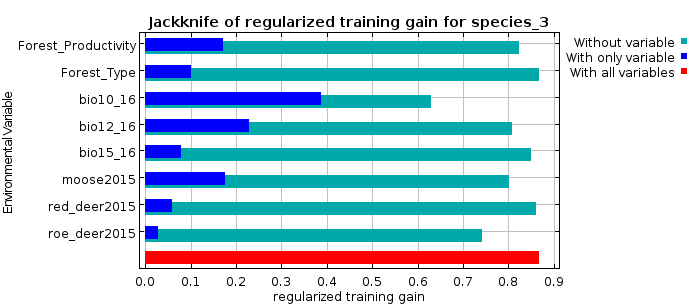 Jackknife of regularized training gain for species_3
Without variable
With only variable
With all variables
Environmental Variable
Forest_Productivity
Forest_Type
bio10_16
bio12_16
bio15_16
moose2015
red_deer2015
roe_deer2015
0.0 0.1 0.2 0.3 0.4 0.5 0.6 0.7 0.8 0.9
regularized training gain